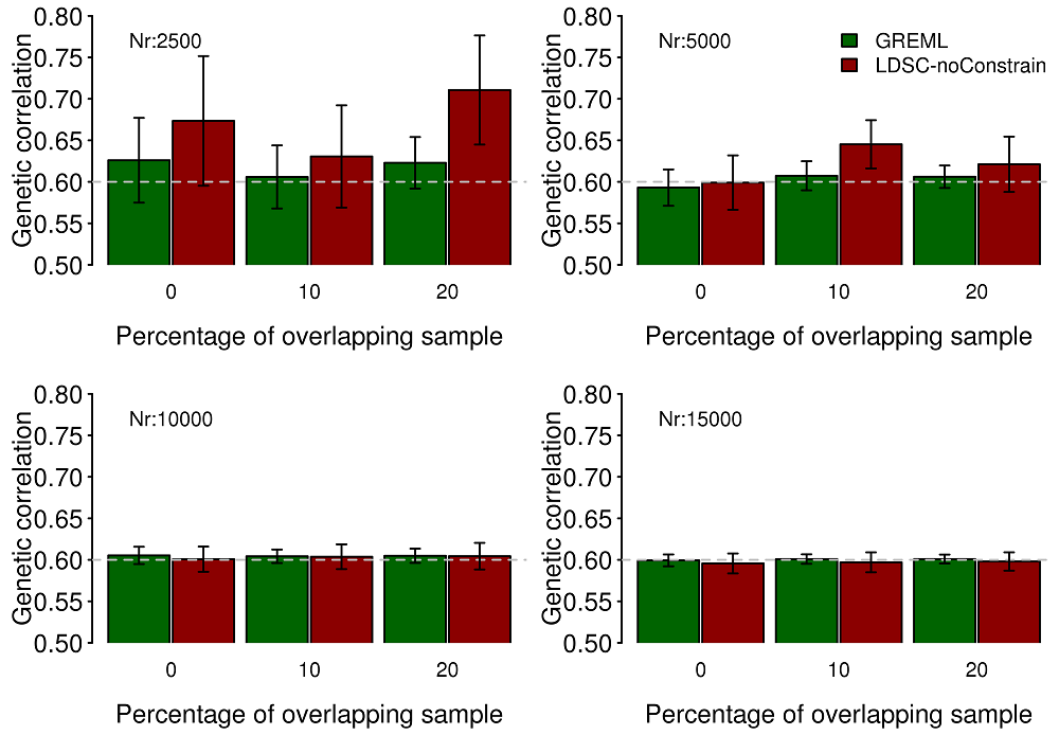 Nr:2500
Genetic correlation
0.80
0.75
0.70
0.65
0.60
0.55
0.50
0 10 20
Percentage of overlapping sample
Nr:5000
GREML
LDSC-noConstrain
Genetic correlation
0.80
0.75
0.70
0.65
0.60
0.55
0.50
0 10 20
Percentage of overlapping sample
Nr:10000
Genetic correlation
0.80
0.75
0.70
0.65
0.60
0.55
0.50
0 10 20
Percentage of overlapping sample
Nr:15000
Genetic correlation
0.80
0.75
0.70
0.65
0.60
0.55
0.50
0 10 20
Percentage of overlapping sample